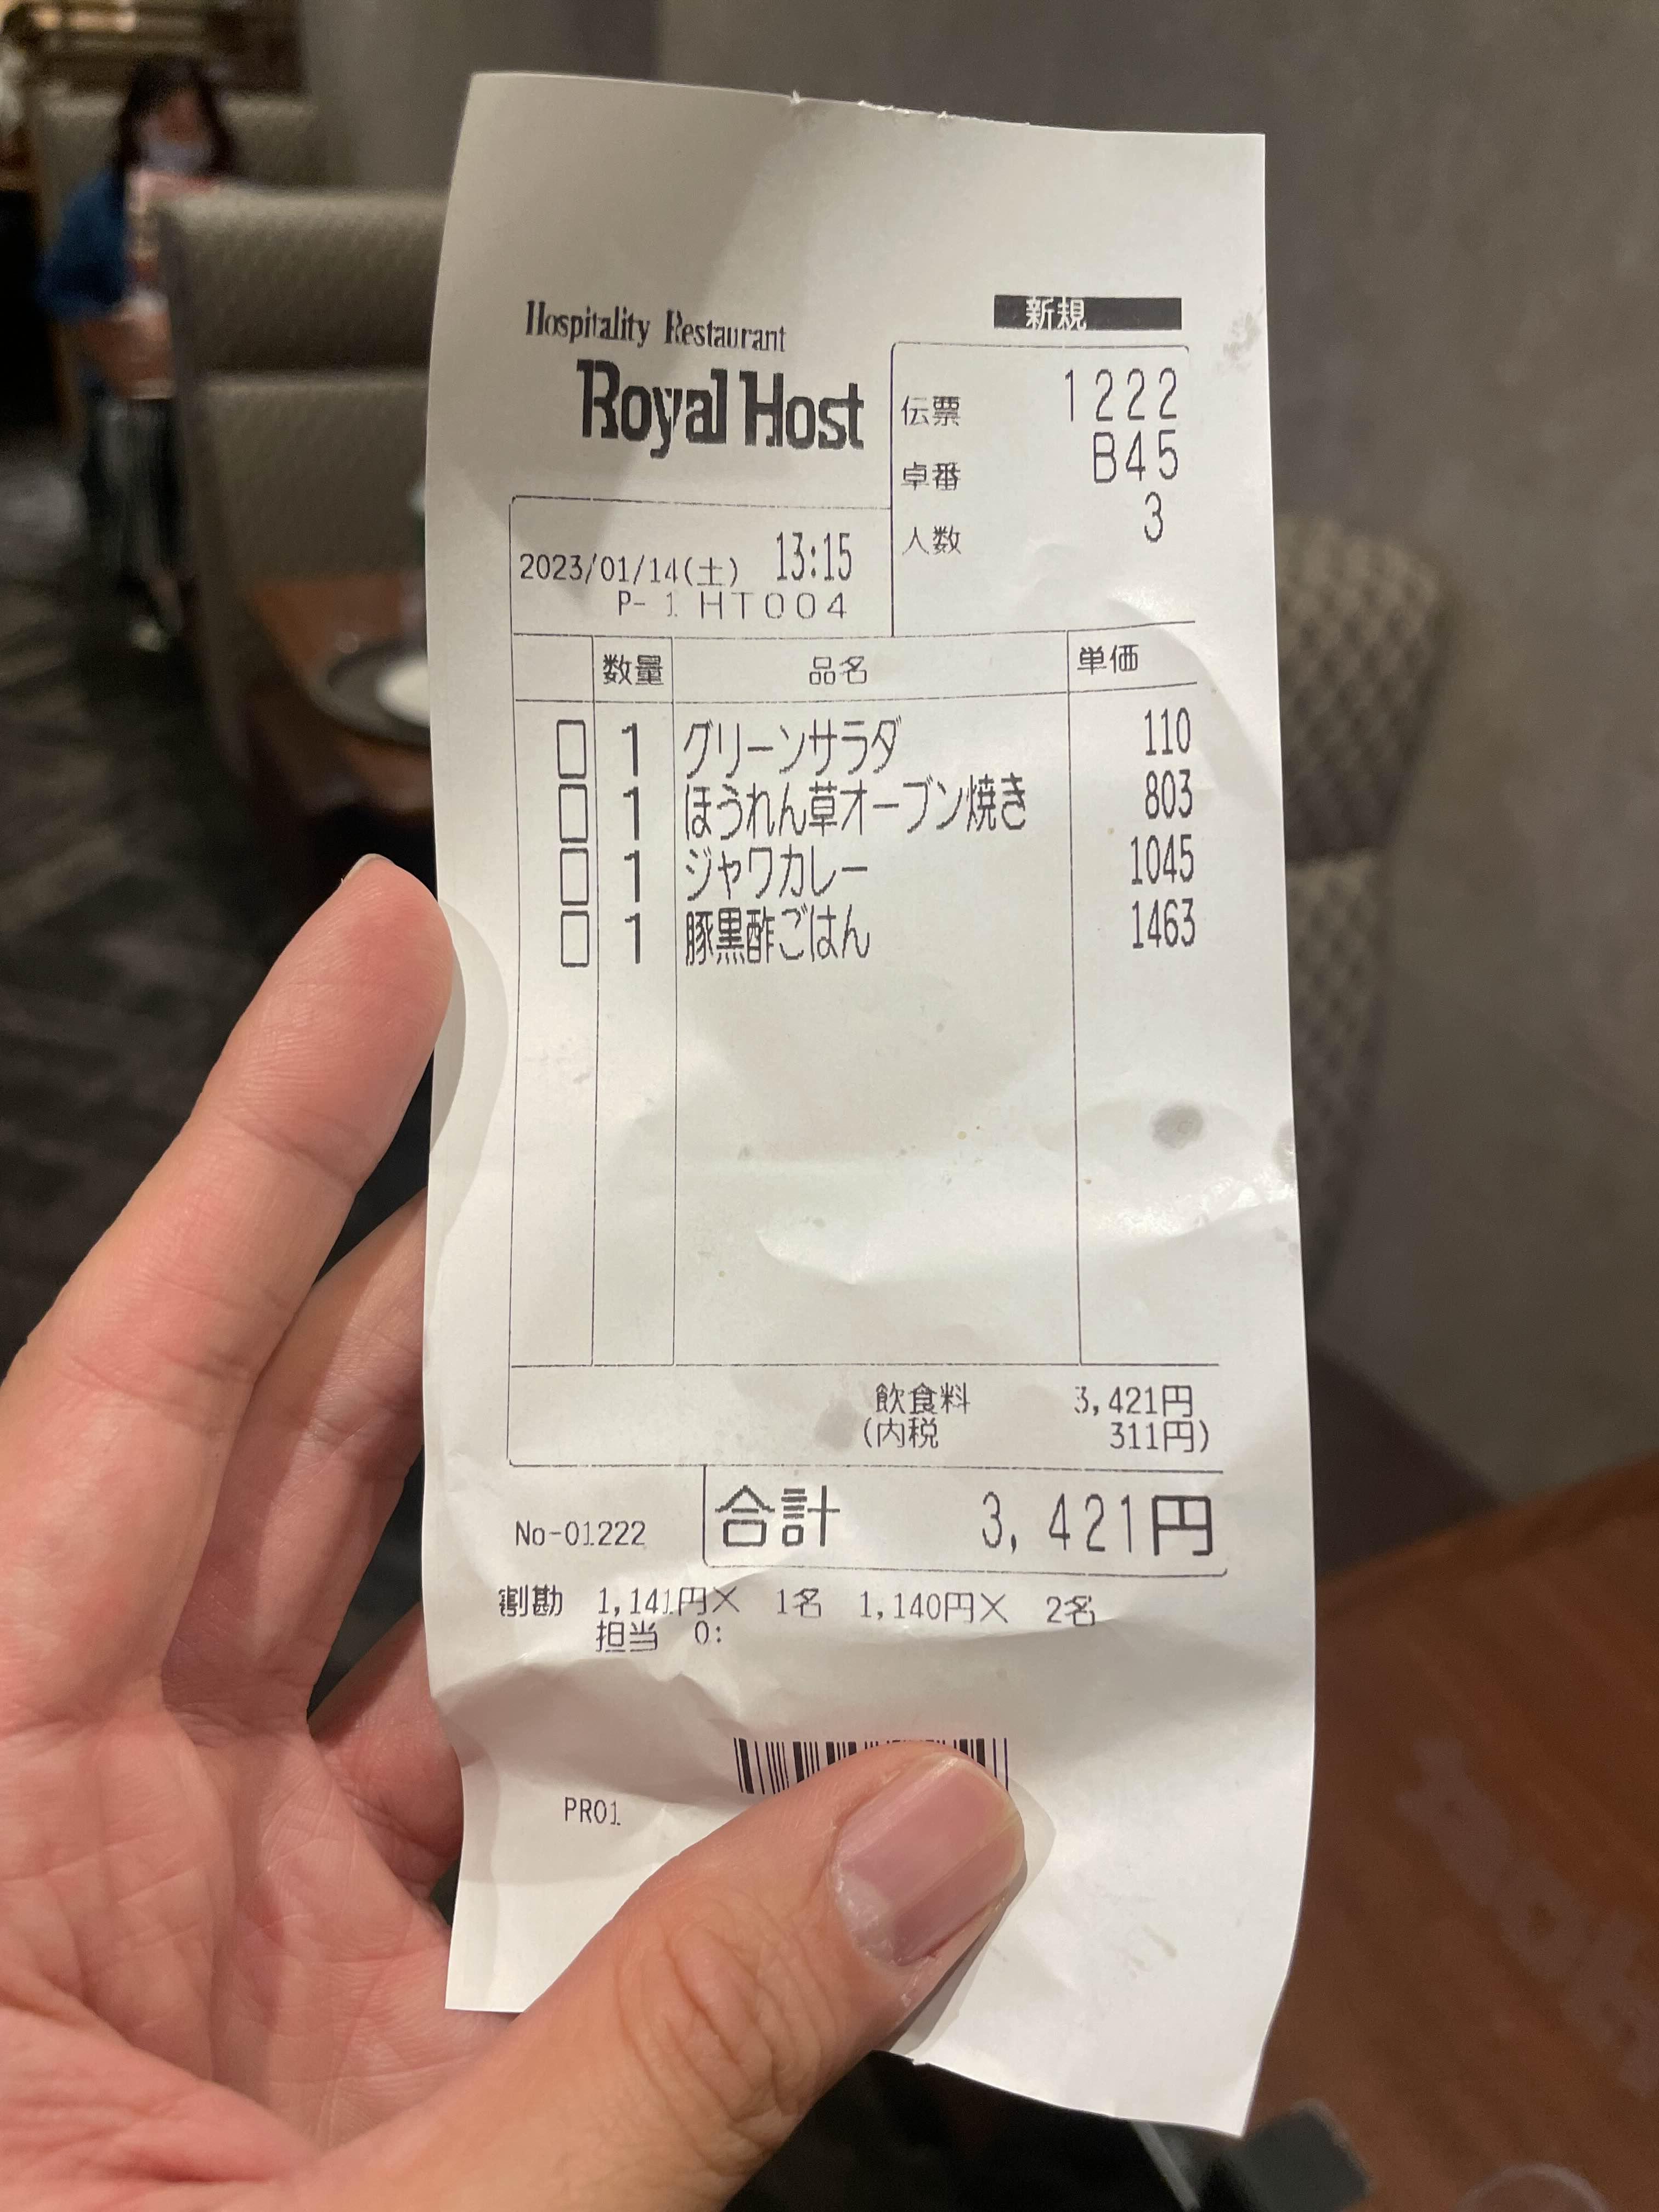 Hospitality Restaurant
Royal Host
新規
伝票 1222
卓番 B45
人数 3
2023/01/14(土) 13:15
P- 1 HT004
数量 品名 単価
□ 1 グリーンサラダ 110
□ 1 ほうれん草オーブン焼き 803
□ 1 ジャワカレー 1045
□ 1 豚黒酢ごはん 1463
飲食料 3,421円
(内税 311円)
No-01222 合計 3,421円
割勘 1,141円× 1名 1,140円× 2名
担当 0:
PR01